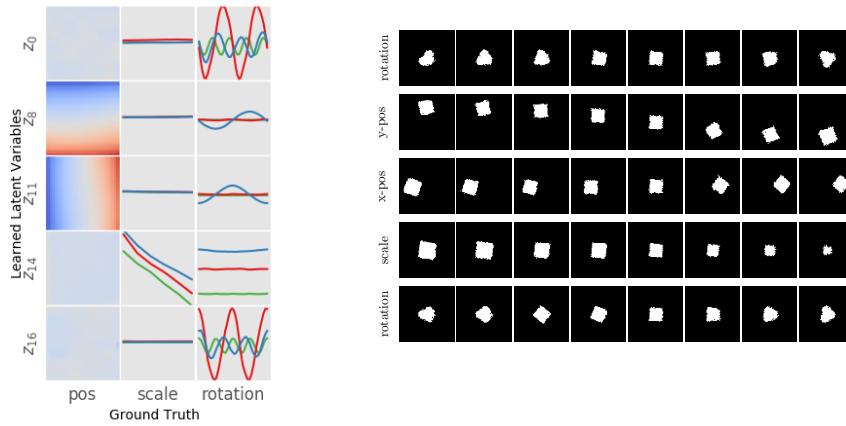 Learned Latent Variables
Z0
Z8
Z11
Z14
Z16
pos scale rotation
Ground Truth
rotation
y-pos
x-pos
scale
rotation